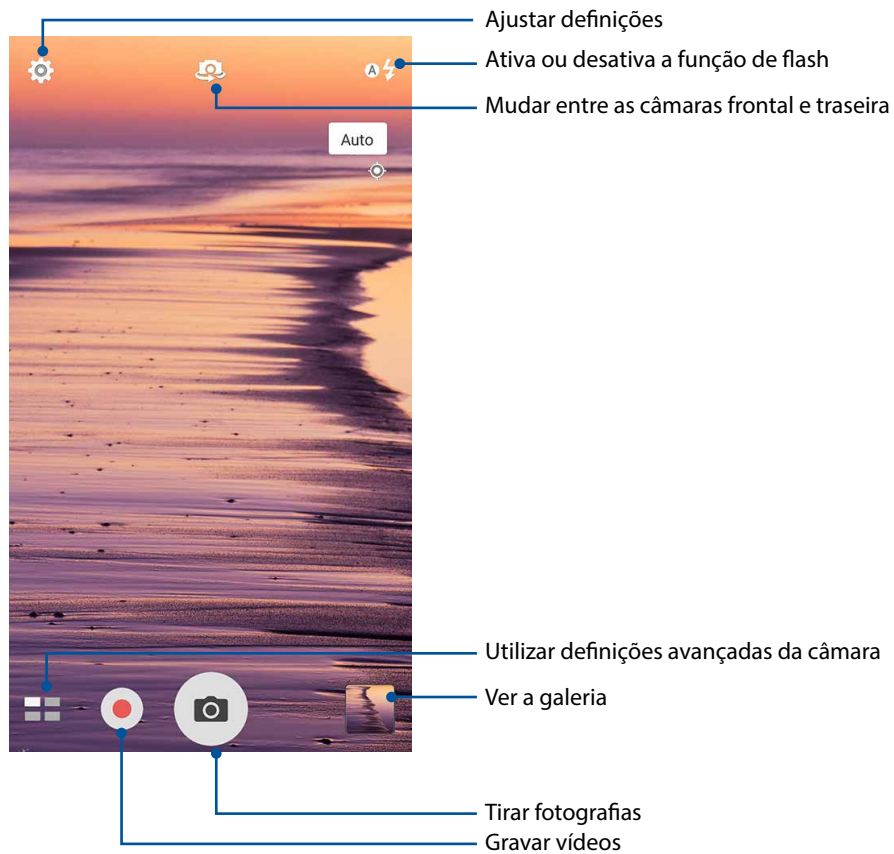 Ajustar definições
Ativa ou desativa a função de flash
A
Mudar entre as câmaras frontal e traseira
Auto
Utilizar definições avançadas da câmara
Ver a galeria
Tirar fotografias
Gravar vídeos